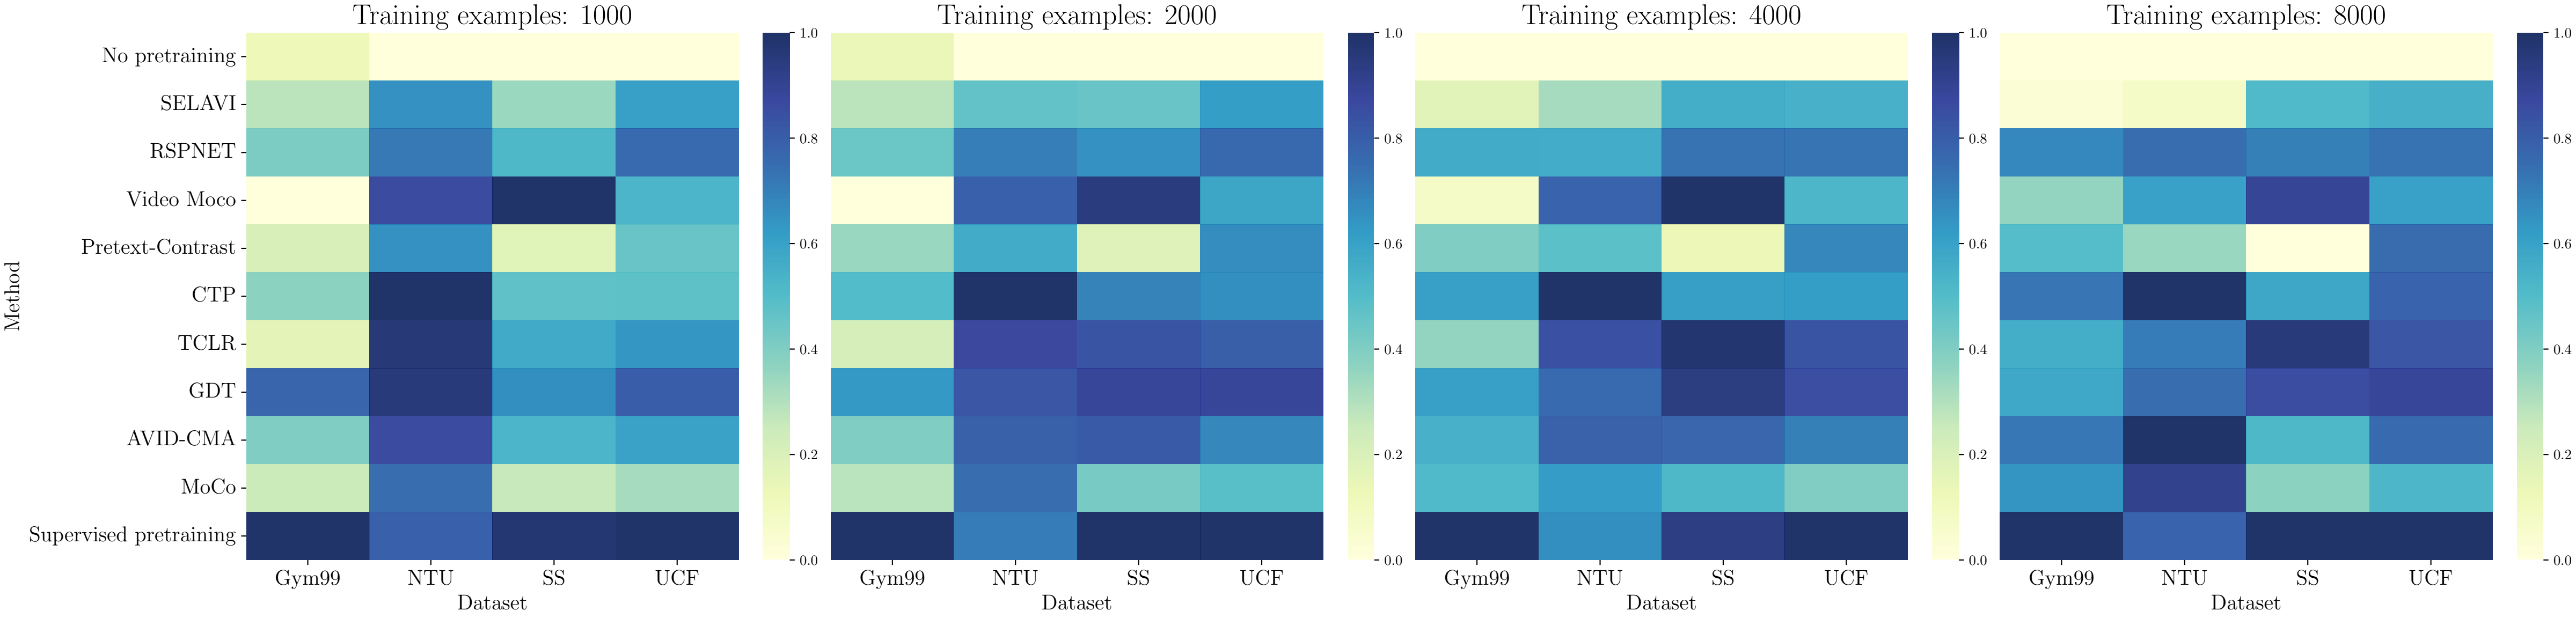 Training examples: 1000
Training examples: 2000
Training examples: 4000
Training examples: 8000
Method
No pretraining
SELAVI
RSPNET
Video Moco
Pretext-Contrast
CTP
TCLR
GDT
AVID-CMA
MoCo
Supervised pretraining
Gym99 NTU SS UCF
Dataset
1.0
0.8
0.6
0.4
0.2
0.0
Gym99 NTU SS UCF
Dataset
1.0
0.8
0.6
0.4
0.2
0.0
Gym99 NTU SS UCF
Dataset
1.0
0.8
0.6
0.4
0.2
0.0
Gym99 NTU SS UCF
Dataset
1.0
0.8
0.6
0.4
0.2
0.0